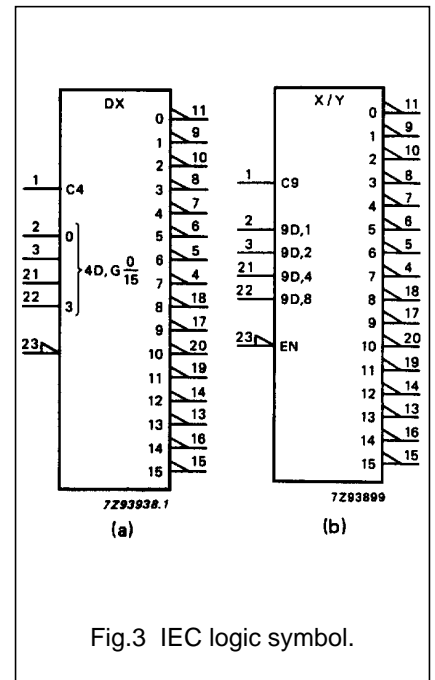 DX
0 11
1 9
2 10
1 C4 3 8
4 7
2 0 5 6
3 4D, G 0/15 6 5
21 7 4
22 3 8 18
9 17
23 10 20
11 19
12 14
13 13
14 16
15 15
7Z93938.1
(a)
X/Y
0 11
1 9
2 10
1 C9 3 8
4 7
2 9D,1 5 6
3 9D,2 6 5
21 9D,4 7 4
22 9D,8 8 18
9 17
23 EN 10 20
11 19
12 14
13 13
14 16
15 15
7Z93899
(b)
Fig.3 IEC logic symbol.